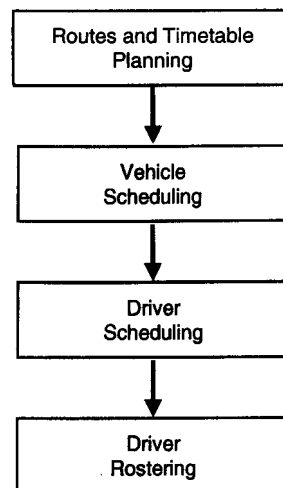 Routes and Timetable
Planning
Vehicle
Scheduling
Driver
Scheduling
Driver
Rostering